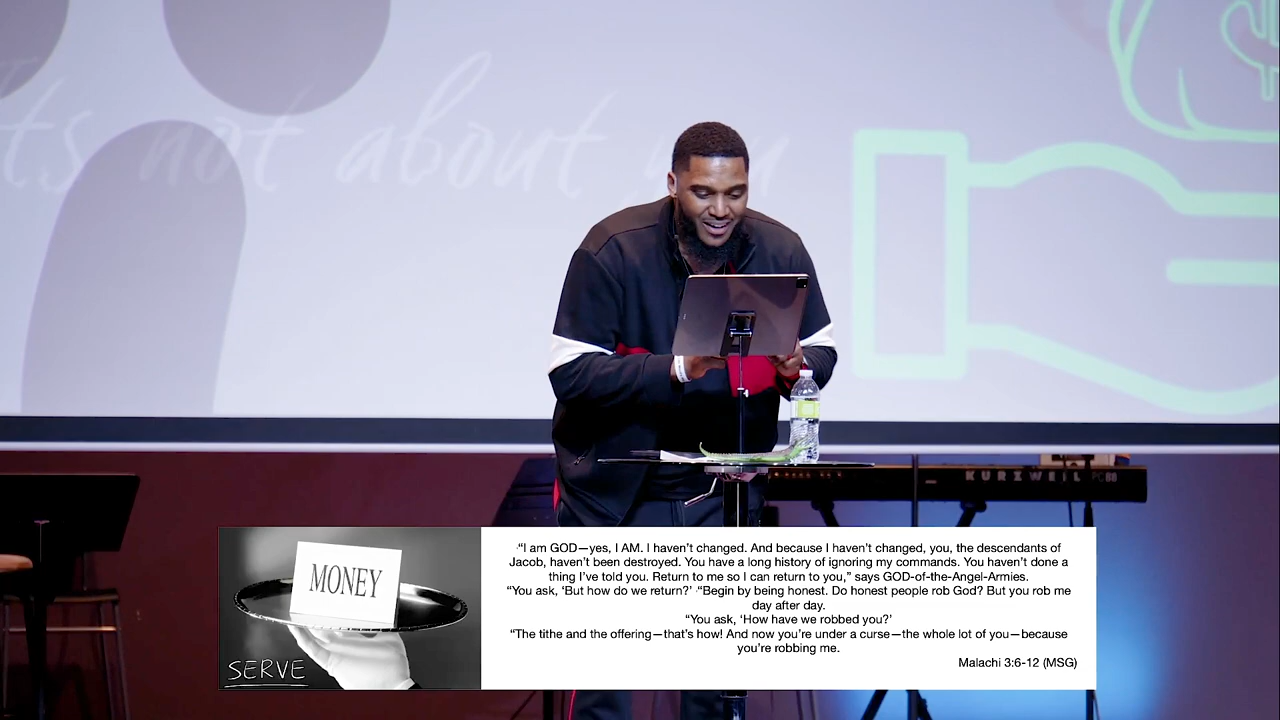 ts not about you
KURZWEIL PC88
MONEY
SERVE
“I am GOD—yes, I AM. I haven’t changed. And because I haven’t changed, you, the descendants of
Jacob, haven’t been destroyed. You have a long history of ignoring my commands. You haven’t done a
thing I’ve told you. Return to me so I can return to you,” says GOD-of-the-Angel-Armies.
“You ask, ‘But how do we return?’ “Begin by being honest. Do honest people rob God? But you rob me
day after day.
“You ask, ‘How have we robbed you?’
“The tithe and the offering—that’s how! And now you’re under a curse—the whole lot of you—because
you’re robbing me.
Malachi 3:6-12 (MSG)